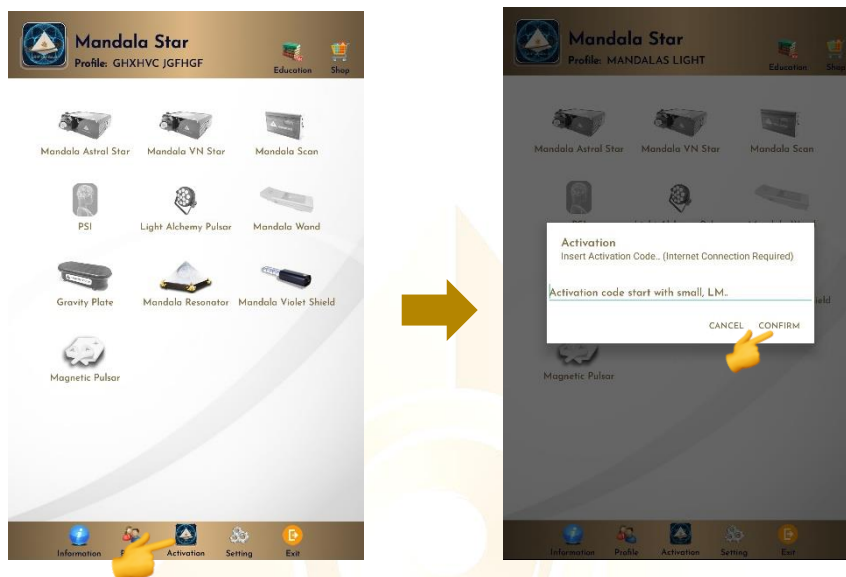 Mandala Star
Profile: GHXHVC JGFHGF
Education
Shop
Mandala Astral Star
Mandala VN Star
Mandala Scan
PSI
Light Alchemy Pulsar
Mandala Wand
Gravity Plate
Mandala Resonator
Mandala Violet Shield
Magnetic Pulsar
Information
Activation
Setting
Exit
Mandala Star
Profile: MANDALAS LIGHT
Education
Shop
Mandala Astral Star
Mandala VN Star
Mandala Scan
Activation
Insert Activation Code.. (Internet Connection Required)
Activation code start with small, LM..
CANCEL
CONFIRM
Magnetic Pulsar
Information
Profile
Activation
Setting
Exit